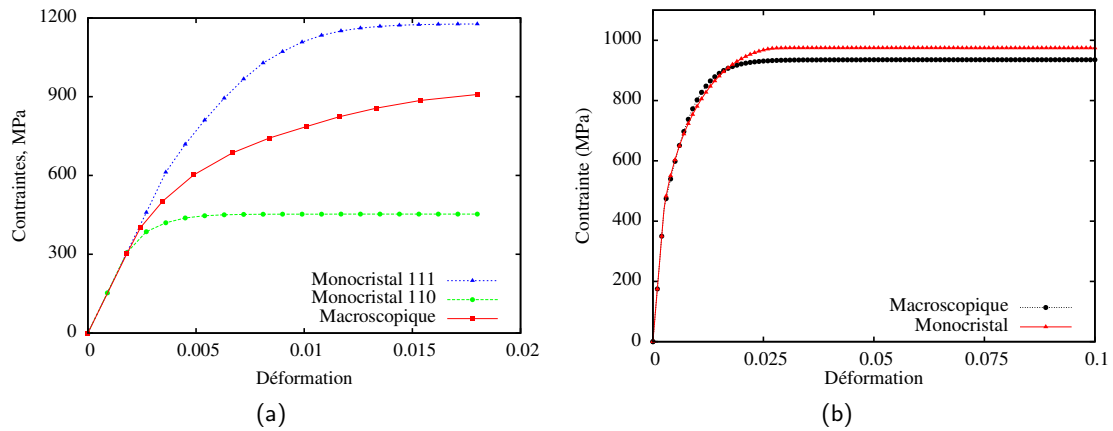 1200
900
600
300
0
0
0.005
0.01
0.015
0.02
Contraintes, MPa
Déformation
Monocristal 111
Monocristal 110
Macroscopique
(a)
1000
800
600
400
200
0
0
0.025
0.05
0.075
0.1
Contrainte (MPa)
Déformation
Macroscopique
Monocristal
(b)